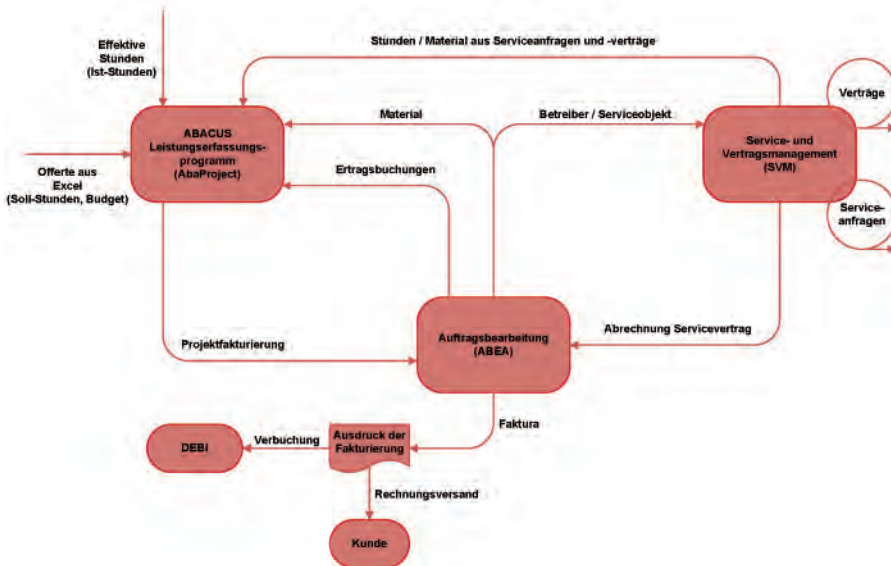 Effektive
Stunden
(Ist-Stunden)
Stunden / Material aus Serviceanfragen und -verträge
Verträge
ABACUS
Leistungserfassungs-
programm
(AbaProject)
Material
Betreiber / Serviceobjekt
Service- und
Vertragsmanagement
(SVM)
Offerte aus
Excel
(Soll-Stunden, Budget)
Ertragsbuchungen
Service-
anfragen
Projektfakturierung
Auftragsbearbeitung
(ABEA)
Abrechnung Servicevertrag
Faktura
DEBI
Verbuchung
Ausdruck der
Fakturierung
Rechnungsversand
Kunde